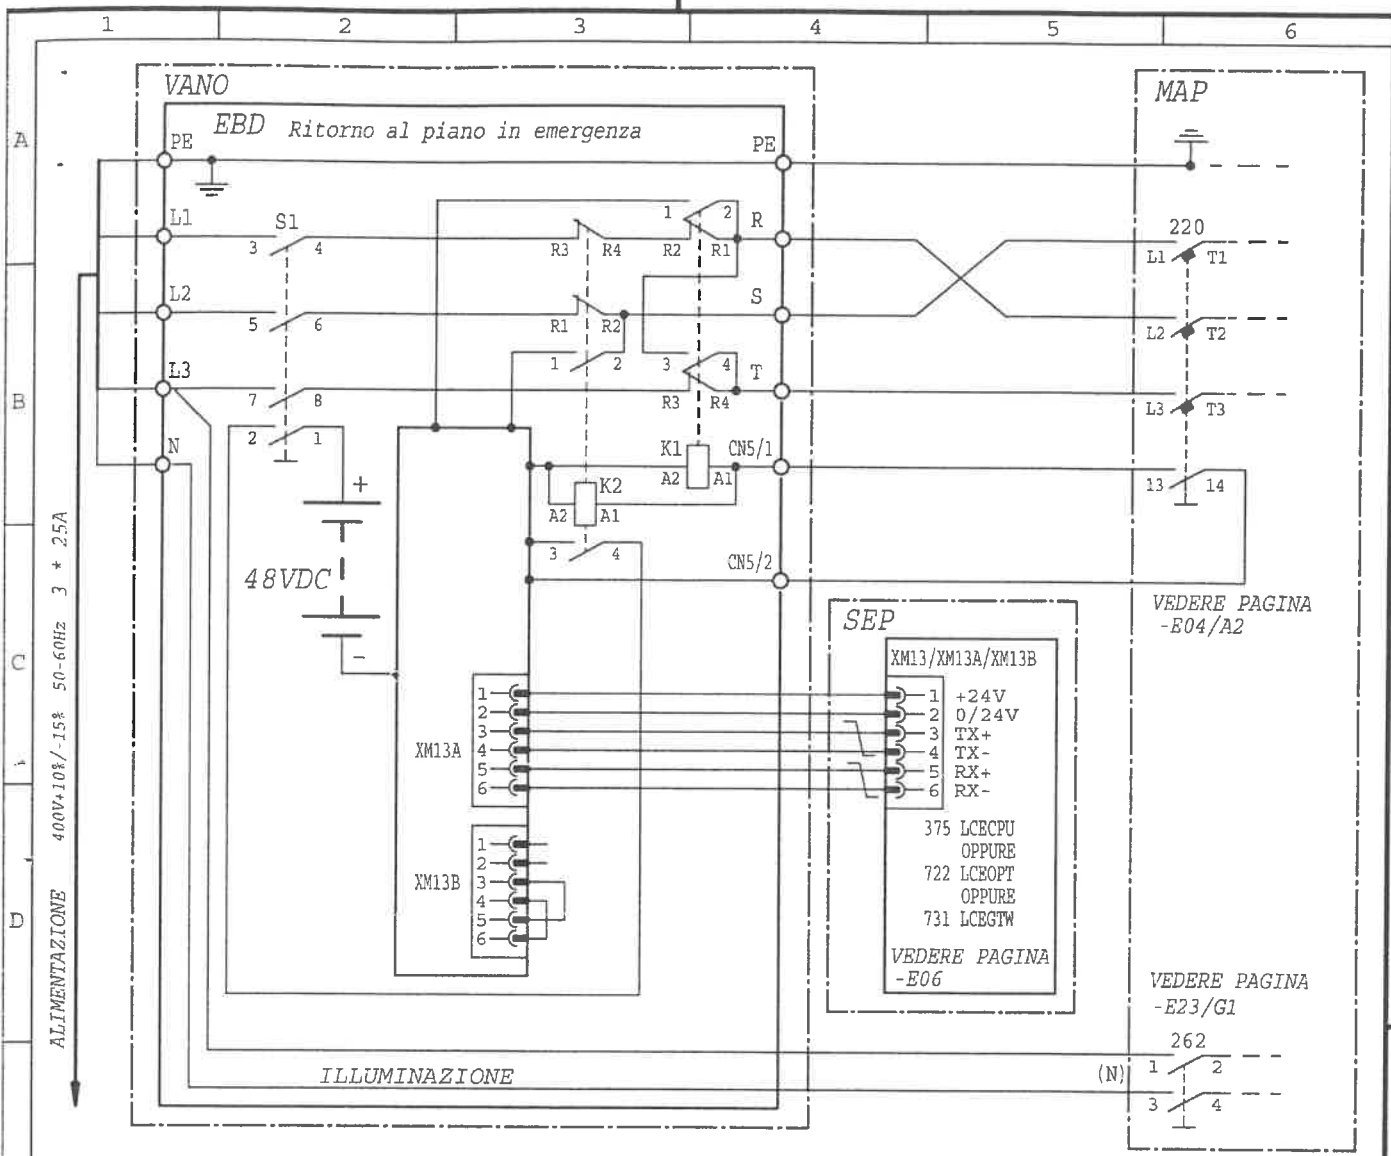 1 2 3 4 5 6
A
B
C
D
VANO
MAP
EBD Ritorno al piano in emergenza
PE PE
L1 S1 1 2 R 220
3 4 R3 R4 R2 R1 L1 T1
L2 S
5 6 R1 R2 L2 T2
1 2 3 4
L3 T
7 8 R3 R4 L3 T3
2 1
N K1 CN5/1
A2 A1 13 14
+ K2
A2 A1
3 4 CN5/2
48VDC
-
ALIMENTAZIONE 400V+10%/-15% 50-60Hz 3 * 25A
VEDERE PAGINA
-E04/A2
SEP
XM13/XM13A/XM13B
XM13A
1 1 +24V
2 2 0/24V
3 3 TX+
4 4 TX-
5 5 RX+
6 6 RX-
XM13B
1
2
3
4
5
6
375 LCECPU
OPPURE
722 LCEOPT
OPPURE
731 LCEGTW
VEDERE PAGINA
-E06
VEDERE PAGINA
-E23/G1
262
1 2
ILLUMINAZIONE (N)
3 4